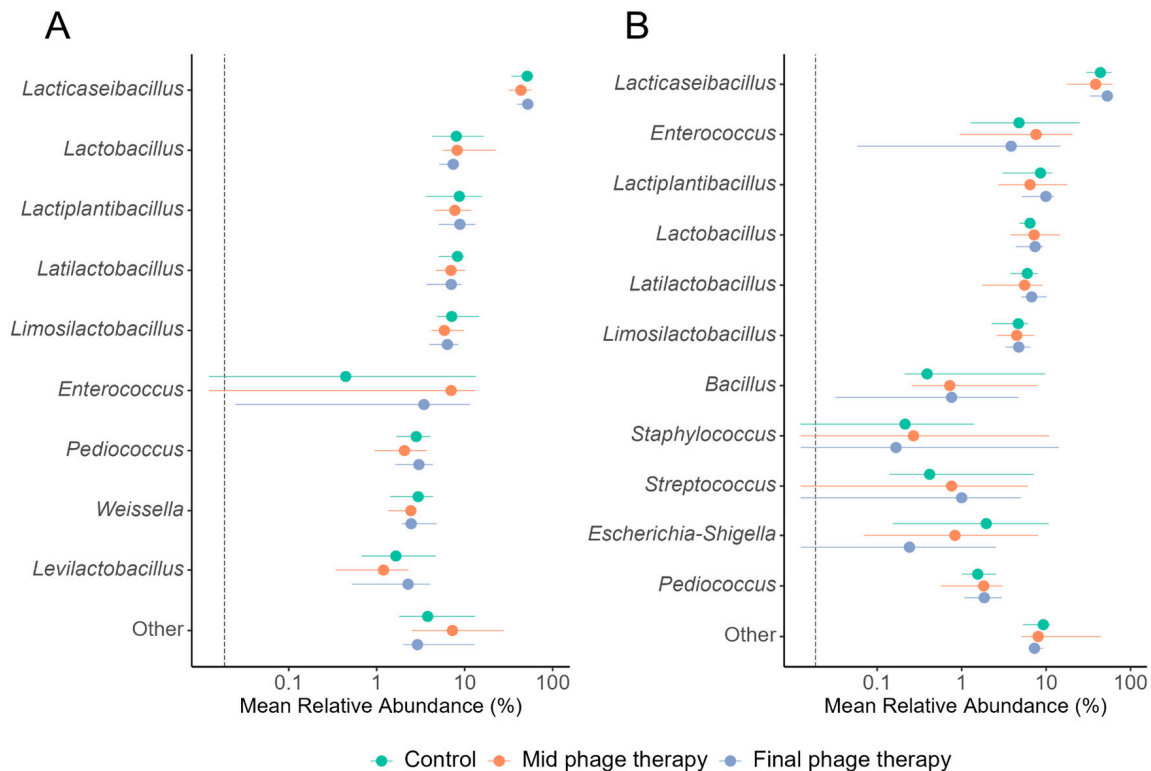 A
Lacticaseibacillus
Lactobacillus
Lactiplantibacillus
Latilactobacillus
Limosilactobacillus
Enterococcus
Pediococcus
Weissella
Levilactobacillus
Other
0.1 1 10 100
Mean Relative Abundance (%)
B
Lacticaseibacillus
Enterococcus
Lactiplantibacillus
Lactobacillus
Latilactobacillus
Limosilactobacillus
Bacillus
Staphylococcus
Streptococcus
Escherichia-Shigella
Pediococcus
Other
0.1 1 10 100
Mean Relative Abundance (%)
Control Mid phage therapy Final phage therapy